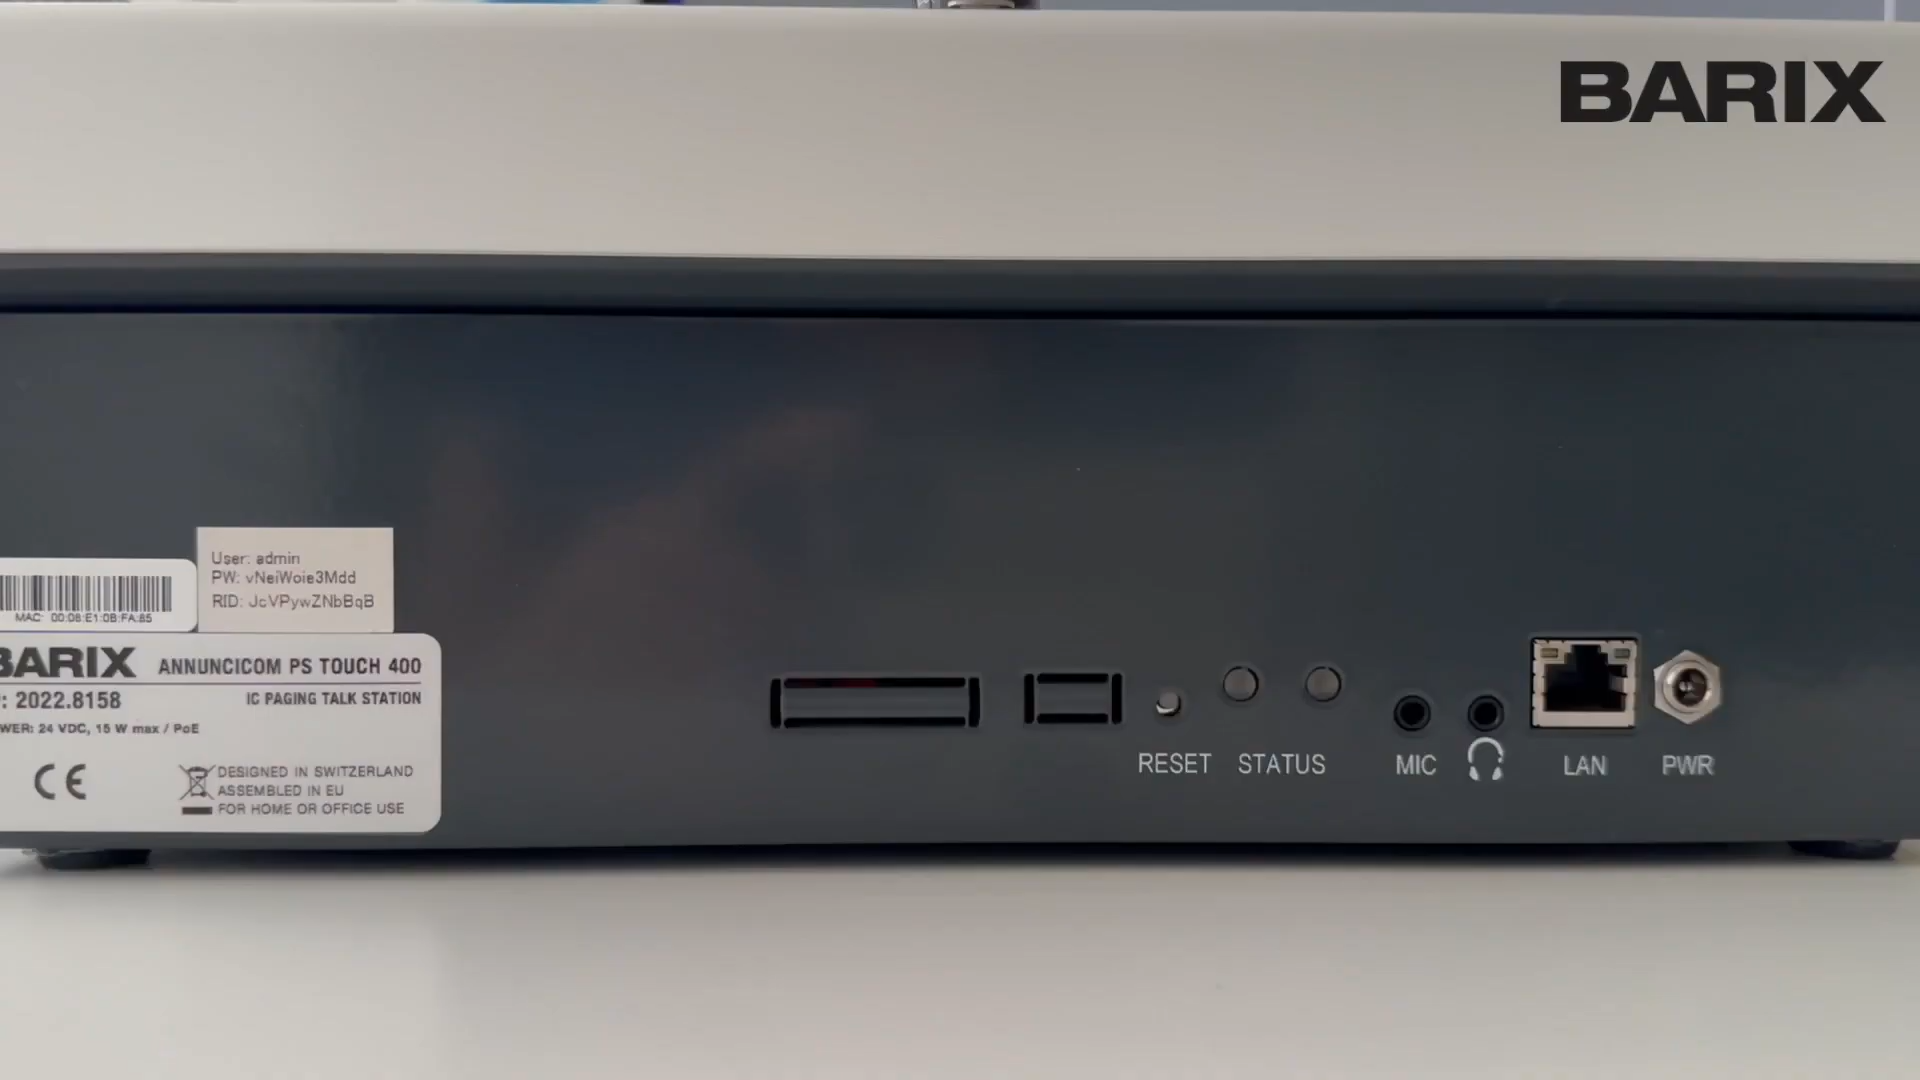 BARIX
User: admin
PW: vNeiWoie3Mdd
RID: JcVPywZNbBqB
MAC: 00:08:E1:0B:FA:85
BARIX ANNUNCICOM PS TOUCH 400
: 2022.8158 IC PAGING TALK STATION
WER: 24 VDC, 15 W max / PoE
CE
DESIGNED IN SWITZERLAND
ASSEMBLED IN EU
FOR HOME OR OFFICE USE
RESET STATUS MIC LAN PWR